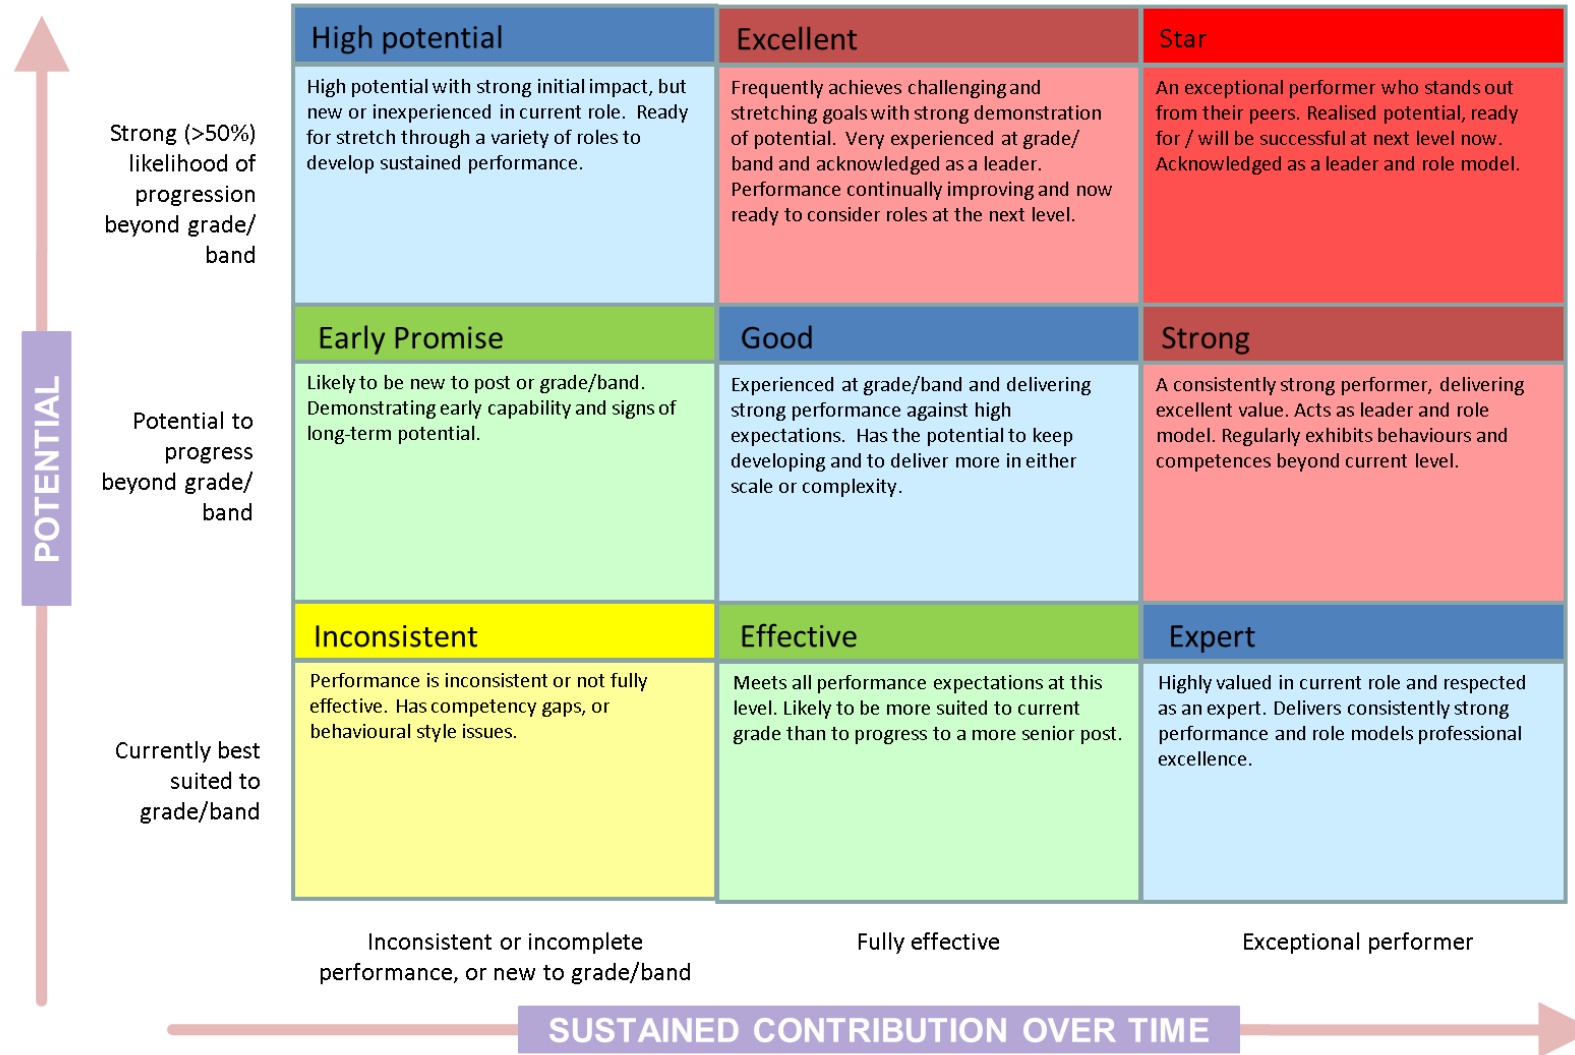 High potential
High potential with strong initial impact, but
new or inexperienced in current role.  Ready
for stretch through a variety of roles to
develop sustained performance.
Excellent
Frequently achieves challenging and
stretching goals with strong demonstration
of potential.  Very experienced at grade/
band and acknowledged as a leader.
Performance continually improving and now
ready to consider roles at the next level.
Star
An exceptional performer who stands out
from their peers. Realised potential, ready
for / will be successful at next level now.
Acknowledged as a leader and role model.
Strong (>50%)
likelihood of
progression
beyond grade/
band
Early Promise
Likely to be new to post or grade/band.
Demonstrating early capability and signs of
long-term potential.
Good
Experienced at grade/band and delivering
strong performance against high
expectations.  Has the potential to keep
developing and to deliver more in either
scale or complexity.
Strong
A consistently strong performer, delivering
excellent value. Acts as leader and role
model. Regularly exhibits behaviours and
competences beyond current level.
POTENTIAL
Potential to
progress
beyond grade/
band
Inconsistent
Performance is inconsistent or not fully
effective. Has competency gaps, or
behavioural style issues.
Effective
Meets all performance expectations at this
level. Likely to be more suited to current
grade than to progress to a more senior post.
Expert
Highly valued in current role and respected
as an expert. Delivers consistently strong
performance and role models professional
excellence.
Currently best
suited to
grade/band
Inconsistent or incomplete
performance, or new to grade/band
Fully effective
Exceptional performer
SUSTAINED CONTRIBUTION OVER TIME